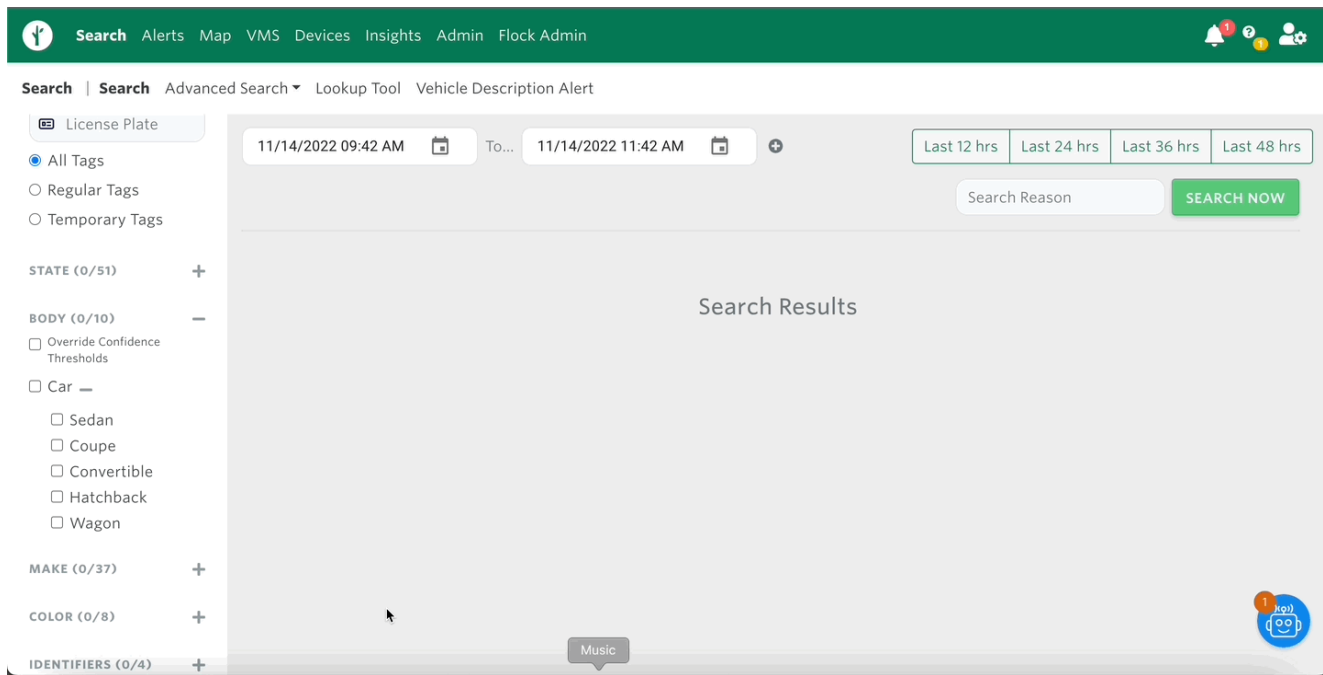 Search Alerts Map VMS Devices Insights Admin Flock Admin 1 ? 1
Search | Search Advanced Search Lookup Tool Vehicle Description Alert
License Plate
All Tags
Regular Tags
Temporary Tags
STATE (0/51)
BODY (0/10)
Override Confidence
Thresholds
Car
Sedan
Coupe
Convertible
Hatchback
Wagon
MAKE (0/37)
COLOR (0/8)
IDENTIFIERS (0/4)
11/14/2022 09:42 AM To... 11/14/2022 11:42 AM
Last 12 hrs Last 24 hrs Last 36 hrs Last 48 hrs
Search Reason SEARCH NOW
Search Results
1
Music